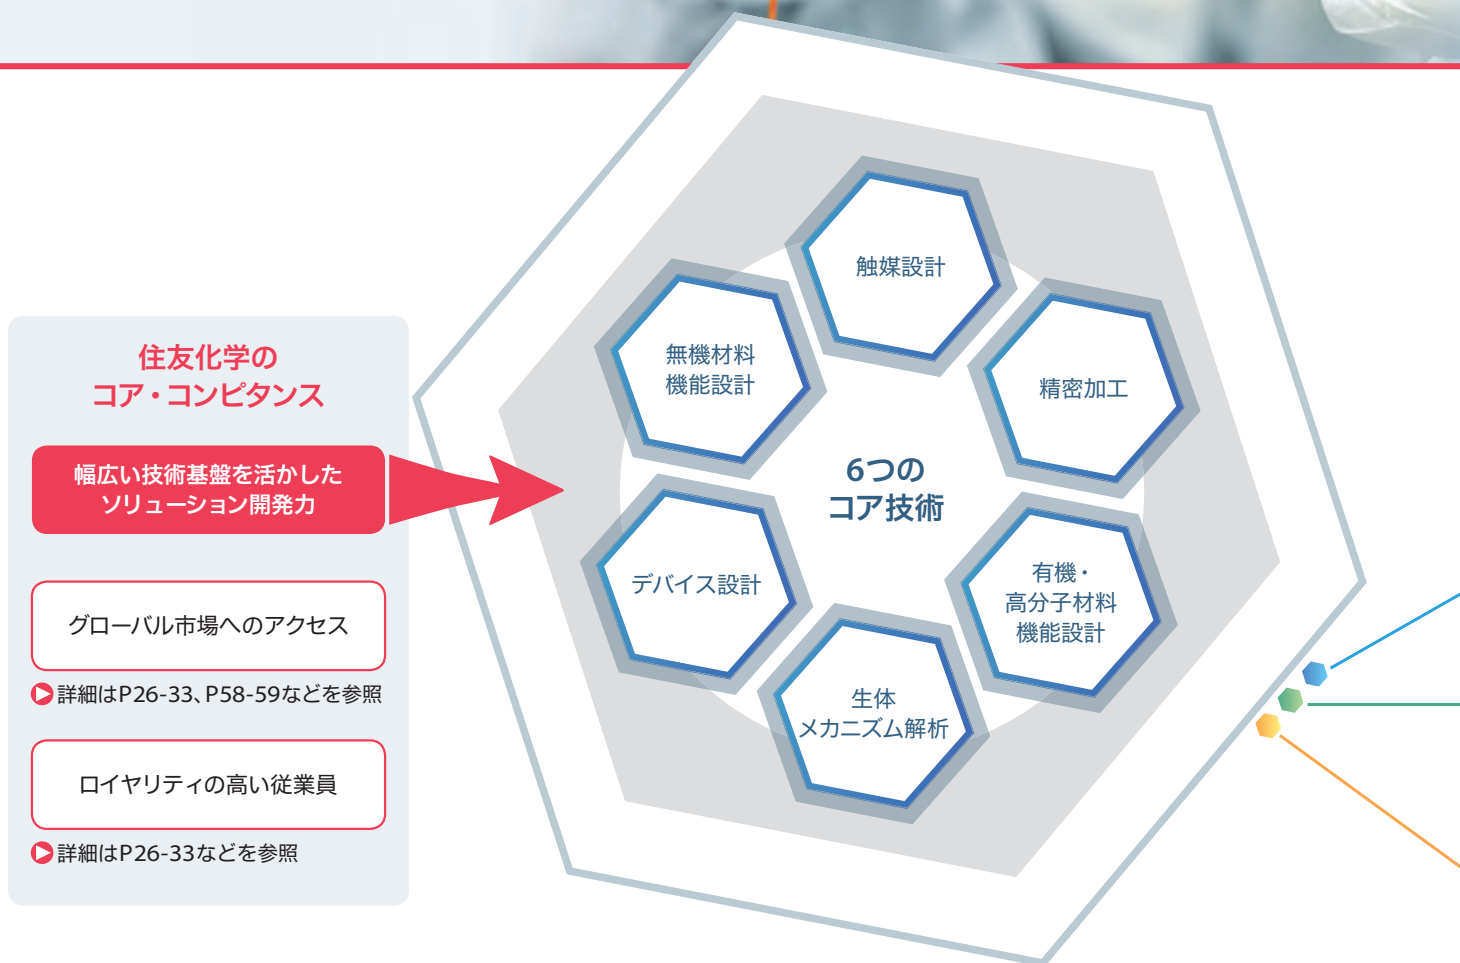 住友化学の
コア・コンピタンス
幅広い技術基盤を活かした
ソリューション開発力
グローバル市場へのアクセス
詳細はP26-33、P58-59などを参照
ロイヤリティの高い従業員
詳細はP26-33などを参照
触媒設計
無機材料
機能設計
精密加工
6つの
コア技術
デバイス設計
有機・
高分子材料
機能設計
生体
メカニズム解析